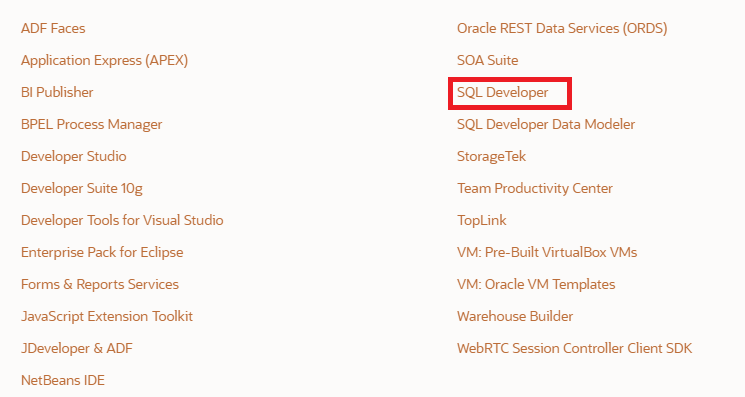 ADF Faces
Application Express (APEX)
BI Publisher
BPEL Process Manager
Developer Studio
Developer Suite 10g
Developer Tools for Visual Studio
Enterprise Pack for Eclipse
Forms & Reports Services
JavaScript Extension Toolkit
JDeveloper & ADF
NetBeans IDE
Oracle REST Data Services (ORDS)
SOA Suite
SQL Developer
SQL Developer Data Modeler
StorageTek
Team Productivity Center
TopLink
VM: Pre-Built VirtualBox VMs
VM: Oracle VM Templates
Warehouse Builder
WebRTC Session Controller Client SDK